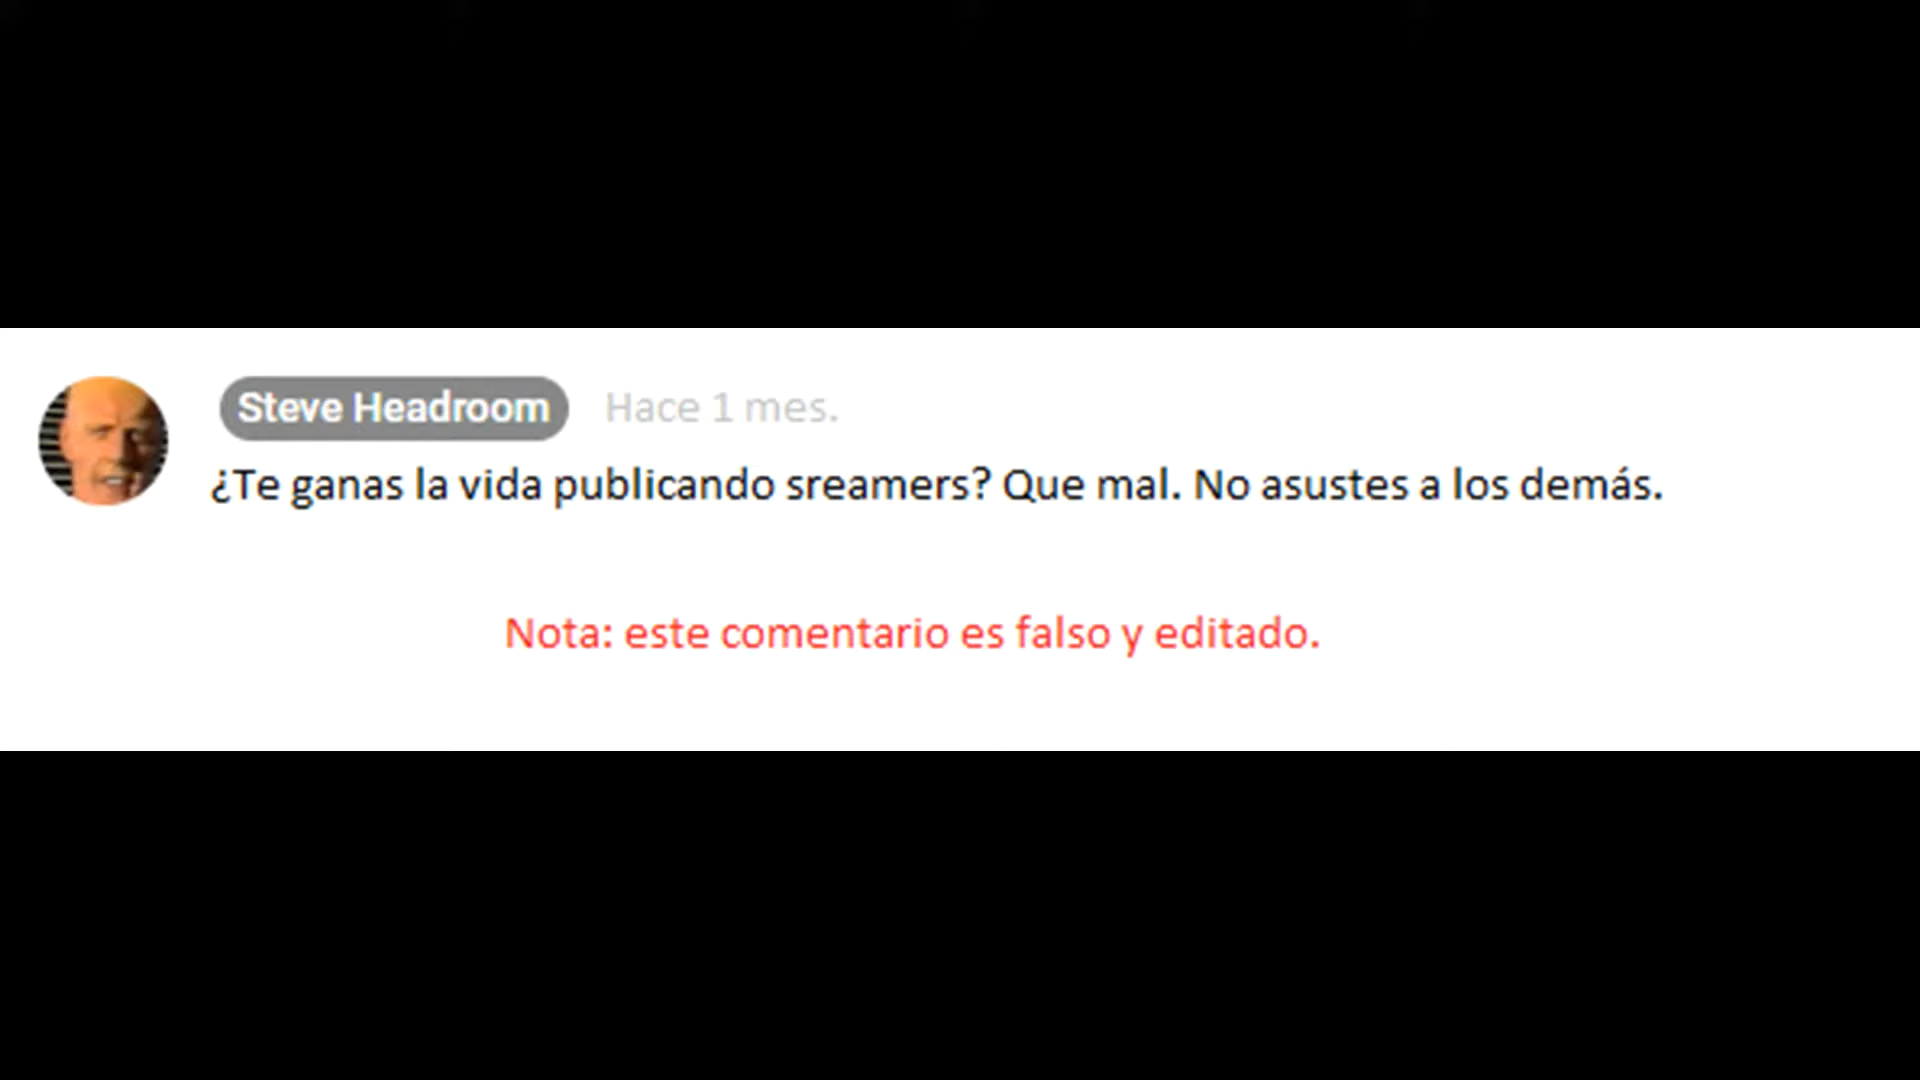 Steve Headroom Hace 1 mes.
¿Te ganas la vida publicando sreamers? Que mal. No asustes a los demás.
Nota: este comentario es falso y editado.